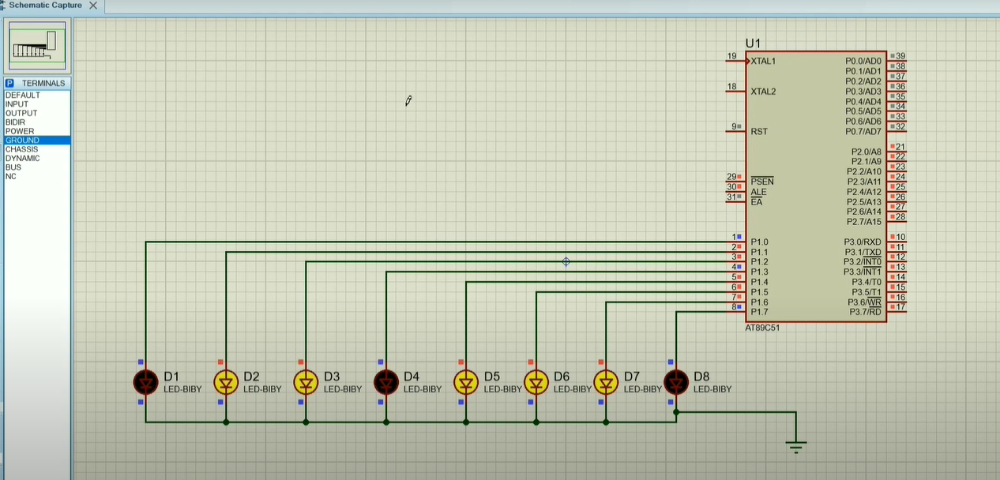 Schematic Capture
P TERMINALS
DEFAULT
INPUT
OUTPUT
BIDIR
POWER
GROUND
CHASSIS
DYNAMIC
BUS
NC
U1
19 XTAL1 P0.0/AD0 39
P0.1/AD1 38
P0.2/AD2 37
18 XTAL2 P0.3/AD3 36
P0.4/AD4 35
P0.5/AD5 34
P0.6/AD6 33
9 RST P0.7/AD7 32
P2.0/A8 21
P2.1/A9 22
P2.2/A10 23
29 PSEN P2.3/A11 24
30 ALE P2.4/A12 25
31 EA P2.5/A13 26
P2.6/A14 27
P2.7/A15 28
1 P1.0 P3.0/RXD 10
2 P1.1 P3.1/TXD 11
3 P1.2 P3.2/INT0 12
4 P1.3 P3.3/INT1 13
5 P1.4 P3.4/T0 14
6 P1.5 P3.5/T1 15
7 P1.6 P3.6/WR 16
8 P1.7 P3.7/RD 17
AT89C51
D1 D2 D3 D4 D5 D6 D7 D8
LED-BIBY LED-BIBY LED-BIBY LED-BIBY LED-BIBY LED-BIBY LED-BIBY LED-BIBY